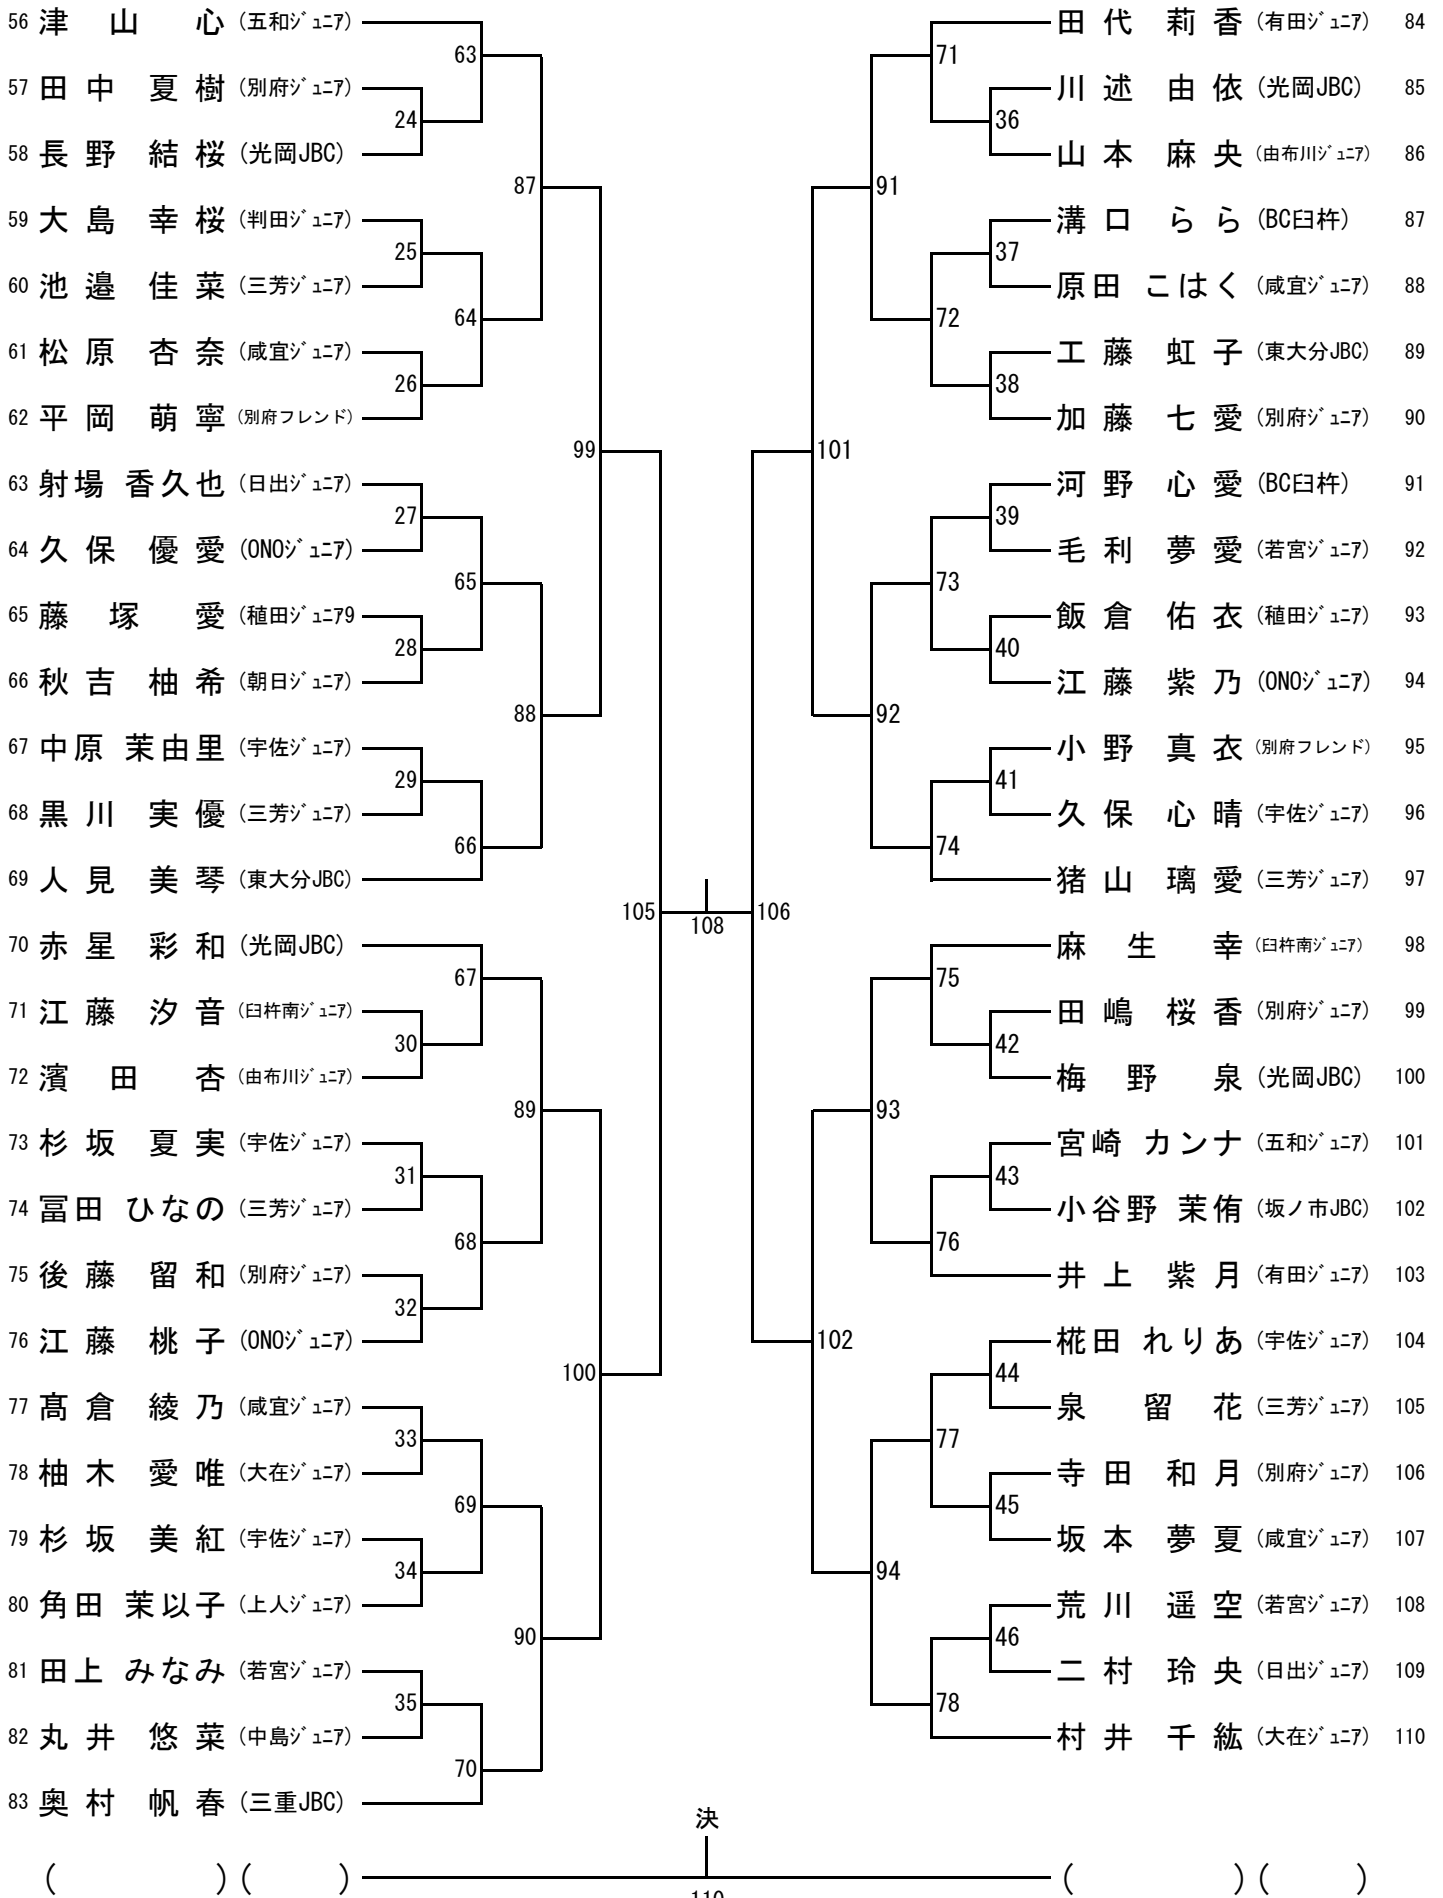 56 津 山 心 (五和ジュニア)
57 田 中 夏 樹 (別府ジュニア)
58 長 野 結 桜 (光岡JBC)
59 大 島 幸 桜 (判田ジュニア)
60 池 邉 佳 菜 (三芳ジュニア)
61 松 原 杏 奈 (咸宜ジュニア)
62 平 岡 萌 寧 (別府フレンド)
63 射場 香久也 (日出ジュニア)
64 久 保 優 愛 (ONOジュニア)
65 藤 塚 愛 (稙田ジュニア9
66 秋 吉 柚 希 (朝日ジュニア)
67 中原 茉由里 (宇佐ジュニア)
68 黒 川 実 優 (三芳ジュニア)
69 人 見 美 琴 (東大分JBC)
70 赤 星 彩 和 (光岡JBC)
71 江 藤 汐 音 (臼杵南ジュニア)
72 濱 田 杏 (由布川ジュニア)
73 杉 坂 夏 実 (宇佐ジュニア)
74 冨田 ひなの (三芳ジュニア)
75 後 藤 留 和 (別府ジュニア)
76 江 藤 桃 子 (ONOジュニア)
77 髙 倉 綾 乃 (咸宜ジュニア)
78 柚 木 愛 唯 (大在ジュニア)
79 杉 坂 美 紅 (宇佐ジュニア)
80 角田 茉以子 (上人ジュニア)
81 田上 みなみ (若宮ジュニア)
82 丸 井 悠 菜 (中島ジュニア)
83 奥 村 帆 春 (三重JBC)
24
25
26
27
28
29
30
31
32
33
34
35
63
64
65
66
67
68
69
70
87
88
89
90
99
100
105
108
106
101
102
91
92
93
94
71
72
73
74
75
76
77
78
36
37
38
39
40
41
42
43
44
45
46
田 代 莉 香 (有田ジュニア) 84
川 述 由 依 (光岡JBC) 85
山 本 麻 央 (由布川ジュニア) 86
溝 口 ら ら (BC臼杵) 87
原田 こはく (咸宜ジュニア) 88
工 藤 虹 子 (東大分JBC) 89
加 藤 七 愛 (別府ジュニア) 90
河 野 心 愛 (BC臼杵) 91
毛 利 夢 愛 (若宮ジュニア) 92
飯 倉 佑 衣 (稙田ジュニア) 93
江 藤 紫 乃 (ONOジュニア) 94
小 野 真 衣 (別府フレンド) 95
久 保 心 晴 (宇佐ジュニア) 96
猪 山 璃 愛 (三芳ジュニア) 97
麻 生 幸 (臼杵南ジュニア) 98
田 嶋 桜 香 (別府ジュニア) 99
梅 野 泉 (光岡JBC) 100
宮崎 カンナ (五和ジュニア) 101
小谷野 茉侑 (坂ノ市JBC) 102
井 上 紫 月 (有田ジュニア) 103
椛田 れりあ (宇佐ジュニア) 104
泉 留 花 (三芳ジュニア) 105
寺 田 和 月 (別府ジュニア) 106
坂 本 夢 夏 (咸宜ジュニア) 107
荒 川 遥 空 (若宮ジュニア) 108
二 村 玲 央 (日出ジュニア) 109
村 井 千 紘 (大在ジュニア) 110
決
( ) ( ) ( ) ( )
110